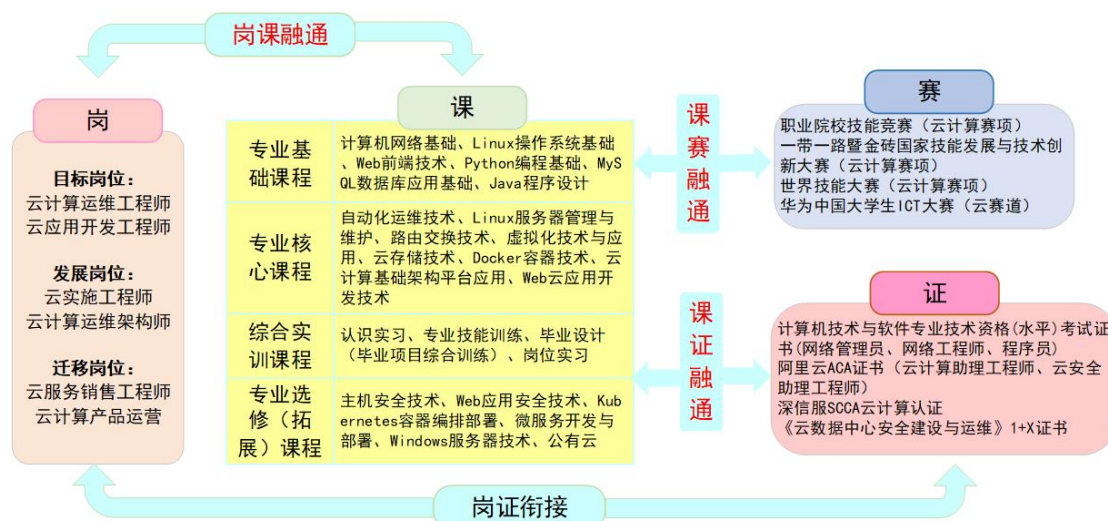 岗课融通
岗
目标岗位：
云计算运维工程师
云应用开发工程师
发展岗位：
云实施工程师
云计算运维架构师
迁移岗位：
云服务销售工程师
云计算产品运营
课
专业基
础课程
计算机网络基础、Linux操作系统基础
、Web前端技术、Python编程基础、MyS
QL数据库应用基础、Java程序设计
专业核
心课程
自动化运维技术、Linux服务器管理与
维护、路由交换技术、虚拟化技术与应
用、云存储技术、Docker容器技术、云
计算基础架构平台应用、Web云应用开
发技术
综合实
训课程
认识实习、专业技能训练、毕业设计
（毕业项目综合训练）、岗位实习
专业选
修（拓
展）课程
主机安全技术、Web应用安全技术、Kub
ernetes容器编排部署、微服务开发与
部署、Windows服务器技术、公有云
课赛融通
课证融通
赛
职业院校技能竞赛（云计算赛项）
一带一路暨金砖国家技能发展与技术创
新大赛（云计算赛项）
世界技能大赛（云计算赛项）
华为中国大学生ICT大赛（云赛道）
证
计算机技术与软件专业技术资格(水平)考试证
书(网络管理员、网络工程师、程序员)
阿里云ACA证书（云计算助理工程师、云安全
助理工程师）
深信服SCCA云计算认证
《云数据中心安全建设与运维》1+X证书
岗证衔接